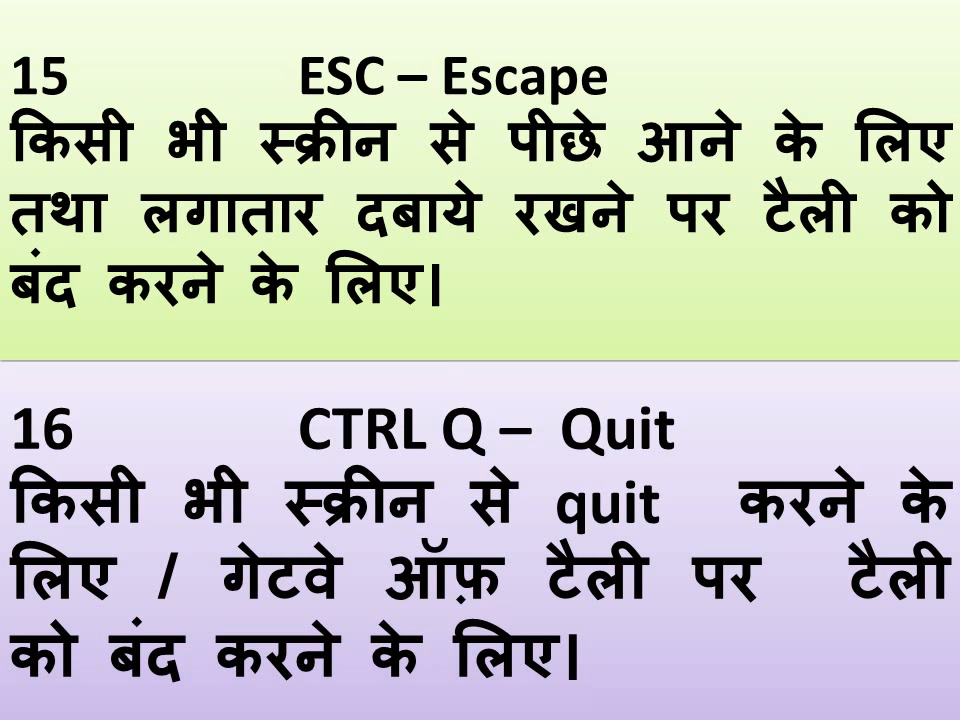 15 ESC – Escape
किसी भी स्क्रीन से पीछे आने के लिए
तथा लगातार दबाये रखने पर टैली को
बंद करने के लिए।
16 CTRL Q – Quit
किसी भी स्क्रीन से quit करने के
लिए / गेटवे ऑफ़ टैली पर टैली
को बंद करने के लिए।